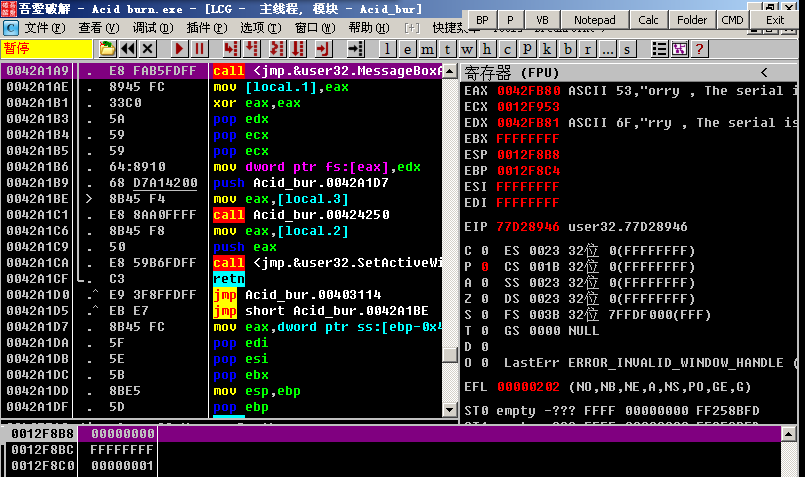 吾爱破解 - Acid burn.exe - [LCG - 主线程, 模块 - Acid_bur]
C 文件(F) 查看(V) 调试(D) 插件(P) 选项(T) 窗口(W) 帮助(H) [+] 快捷菜单
BP P VB Notepad Calc Folder CMD Exit
暂停 l e m t w h c p k b r ... s ?
0042A1A9 . E8 FAB5FDFF call <jmp.&user32.MessageBoxA
0042A1AE . 8945 FC mov [local.1],eax
0042A1B1 . 33C0 xor eax,eax
0042A1B3 . 5A pop edx
0042A1B4 . 59 pop ecx
0042A1B5 . 59 pop ecx
0042A1B6 . 64:8910 mov dword ptr fs:[eax],edx
0042A1B9 . 68 D7A14200 push Acid_bur.0042A1D7
0042A1BE > 8B45 F4 mov eax,[local.3]
0042A1C1 . E8 8AA0FFFF call Acid_bur.00424250
0042A1C6 . 8B45 F8 mov eax,[local.2]
0042A1C9 . 50 push eax
0042A1CA . E8 59B6FDFF call <jmp.&user32.SetActiveWi
0042A1CF . C3 retn
0042A1D0 .^ E9 3F8FFDFF jmp Acid_bur.00403114
0042A1D5 .^ EB E7 jmp short Acid_bur.0042A1BE
0042A1D7 . 8B45 FC mov eax,dword ptr ss:[ebp-0x4
0042A1DA . 5F pop edi
0042A1DB . 5E pop esi
0042A1DC . 5B pop ebx
0042A1DD . 8BE5 mov esp,ebp
0042A1DF . 5D pop ebp
寄存器 (FPU) <
EAX 0042FB80 ASCII 53,"orry , The serial i
ECX 0012F953
EDX 0042FB81 ASCII 6F,"rry , The serial is
EBX FFFFFFFF
ESP 0012F8B8
EBP 0012F8C4
ESI FFFFFFFF
EDI FFFFFFFF
EIP 77D28946 user32.77D28946
C 0 ES 0023 32位 0(FFFFFFFF)
P 0 CS 001B 32位 0(FFFFFFFF)
A 0 SS 0023 32位 0(FFFFFFFF)
Z 0 DS 0023 32位 0(FFFFFFFF)
S 0 FS 003B 32位 7FFDF000(FFF)
T 0 GS 0000 NULL
D 0
O 0 LastErr ERROR_INVALID_WINDOW_HANDLE (
EFL 00000202 (NO,NB,NE,A,NS,PO,GE,G)
ST0 empty -??? FFFF 00000000 FF258BFD
0012F8B8 00000000
0012F8BC FFFFFFFF
0012F8C0 00000001